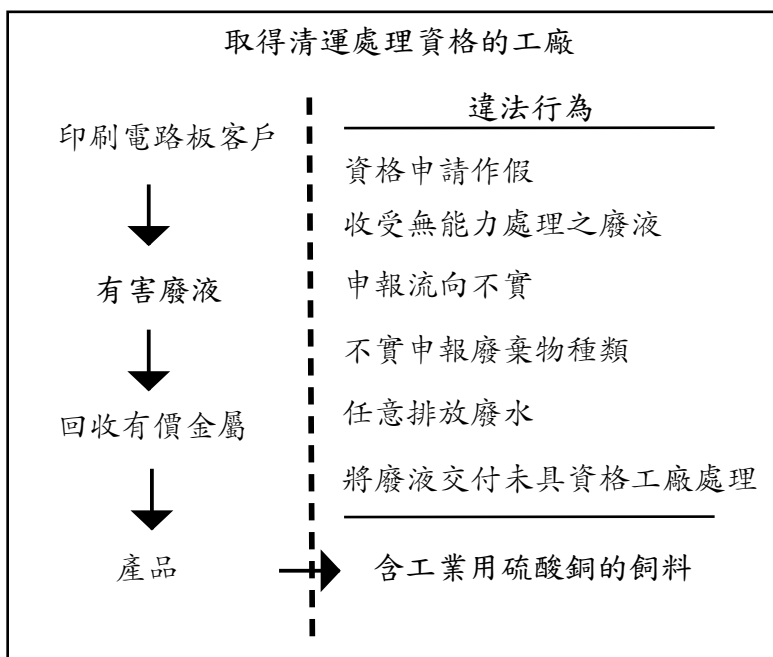 取得清運處理資格的工廠
印刷電路板客戶
有害廢液
回收有價金屬
產品
違法行為
資格申請作假
收受無能力處理之廢液
申報流向不實
不實申報廢棄物種類
任意排放廢水
將廢液交付未具資格工廠處理
含工業用硫酸銅的飼料